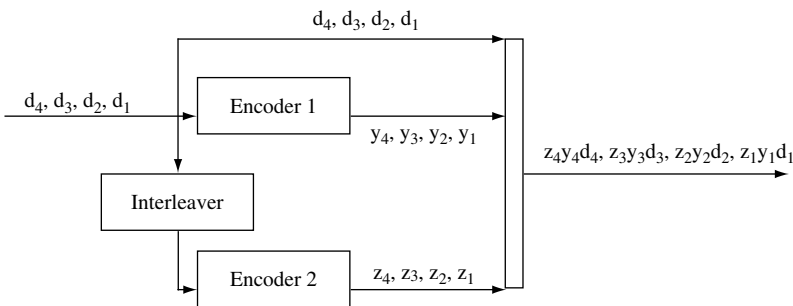 d₄, d₃, d₂, d₁
d₄, d₃, d₂, d₁
Encoder 1
y₄, y₃, y₂, y₁
z₄y₄d₄, z₃y₃d₃, z₂y₂d₂, z₁y₁d₁
Interleaver
Encoder 2
z₄, z₃, z₂, z₁